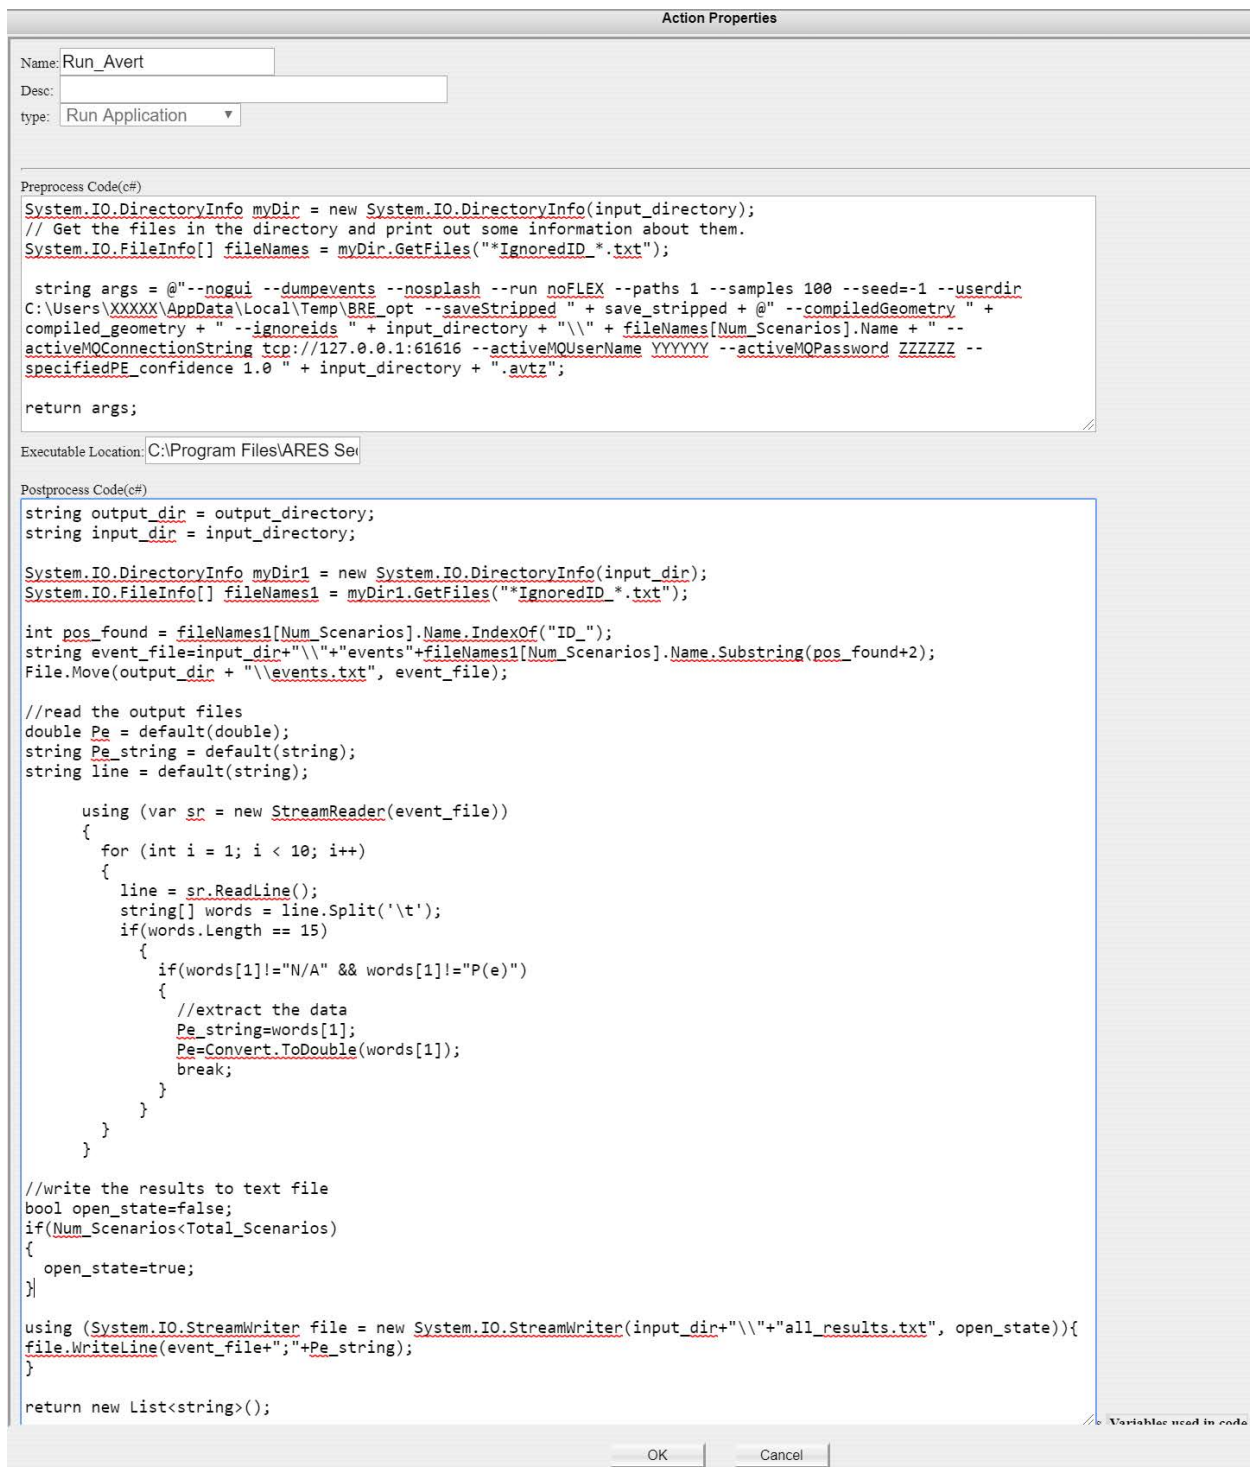 Action Properties
Name: Run_Avert
Desc:
type: Run Application
Preprocess Code(c#)
System.IO.DirectoryInfo myDir = new System.IO.DirectoryInfo(input_directory);
// Get the files in the directory and print out some information about them.
System.IO.FileInfo[] fileNames = myDir.GetFiles("*IgnoredID_*.txt");
string args = @"--nogui --dumpevents --nosplash --run noFLEX --paths 1 --samples 100 --seed=-1 --userdir
C:\Users\XXXXX\AppData\Local\Temp\BRE_opt --saveStripped " + save_stripped + @" --compiledGeometry " +
compiled_geometry + " --ignoreids " + input_directory + "\\" + fileNames[Num_Scenarios].Name + " --
activeMQConnectionString tcp://127.0.0.1:61616 --activeMQUserName YYYYYY --activeMQPassword ZZZZZZ --
specifiedPE_confidence 1.0 " + input_directory + ".avtz";
return args;
Executable Location: C:\Program Files\ARES Se
Postprocess Code(c#)
string output_dir = output_directory;
string input_dir = input_directory;
System.IO.DirectoryInfo myDir1 = new System.IO.DirectoryInfo(input_dir);
System.IO.FileInfo[] fileNames1 = myDir1.GetFiles("*IgnoredID_*.txt");
int pos_found = fileNames1[Num_Scenarios].Name.IndexOf("ID_");
string event_file=input_dir+"\\"+"events"+fileNames1[Num_Scenarios].Name.Substring(pos_found+2);
File.Move(output_dir + "\\events.txt", event_file);
//read the output files
double Pe = default(double);
string Pe_string = default(string);
string line = default(string);
using (var sr = new StreamReader(event_file))
{
for (int i = 1; i < 10; i++)
{
line = sr.ReadLine();
string[] words = line.Split('\t');
if(words.Length == 15)
{
if(words[1]!="N/A" && words[1]!="P(e)")
{
//extract the data
Pe_string=words[1];
Pe=Convert.ToDouble(words[1]);
break;
}
}
}
}
//write the results to text file
bool open_state=false;
if(Num_Scenarios<Total_Scenarios)
{
open_state=true;
}
using (System.IO.StreamWriter file = new System.IO.StreamWriter(input_dir+"\\"+"all_results.txt", open_state)){
file.WriteLine(event_file+";"+Pe_string);
}
return new List<string>();
s Variables used in code
OK Cancel